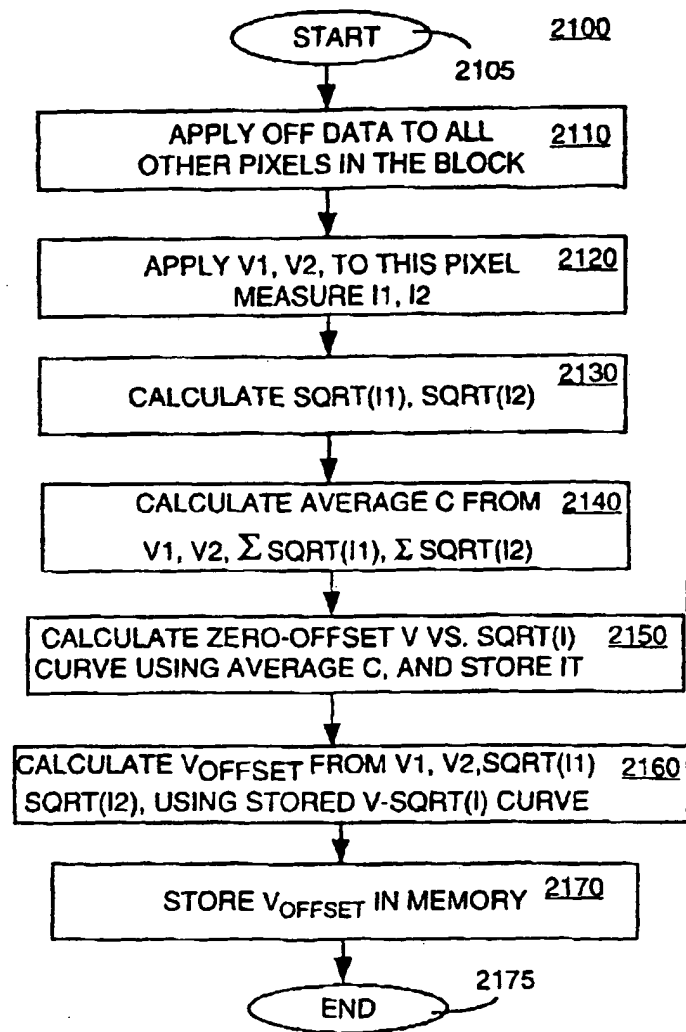 START
2100
2105
APPLY OFF DATA TO ALL
OTHER PIXELS IN THE BLOCK
2110
APPLY V1, V2, TO THIS PIXEL
MEASURE I1, I2
2120
CALCULATE SQRT(I1), SQRT(I2)
2130
CALCULATE AVERAGE C FROM
V1, V2, Σ SQRT(I1), Σ SQRT(I2)
2140
CALCULATE ZERO-OFFSET V VS. SQRT(I)
CURVE USING AVERAGE C, AND STORE IT
2150
CALCULATE VOFFSET FROM V1, V2,SQRT(I1)
SQRT(I2), USING STORED V-SQRT(I) CURVE
2160
STORE VOFFSET IN MEMORY
2170
END
2175